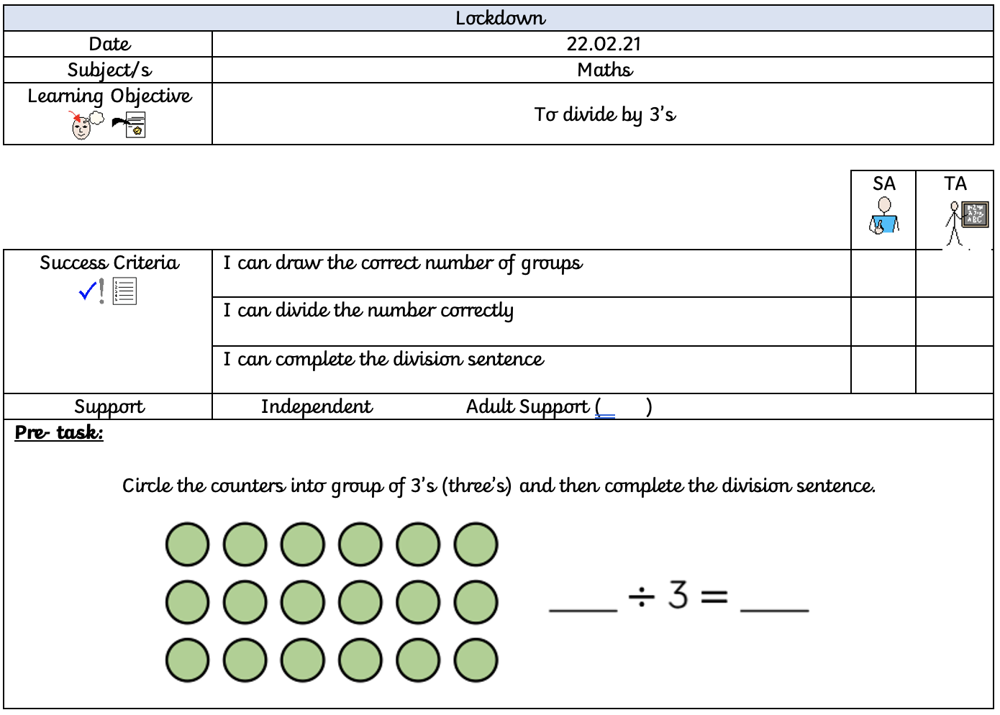 Lockdown
Date 22.02.21
Subject/s Maths
Learning Objective
To divide by 3's
SA TA
Success Criteria I can draw the correct number of groups
I can divide the number correctly
I can complete the division sentence
Support Independent Adult Support ( )
Pre- task:
Circle the counters into group of 3's (three's) and then complete the division sentence.
____ ÷ 3 = ____